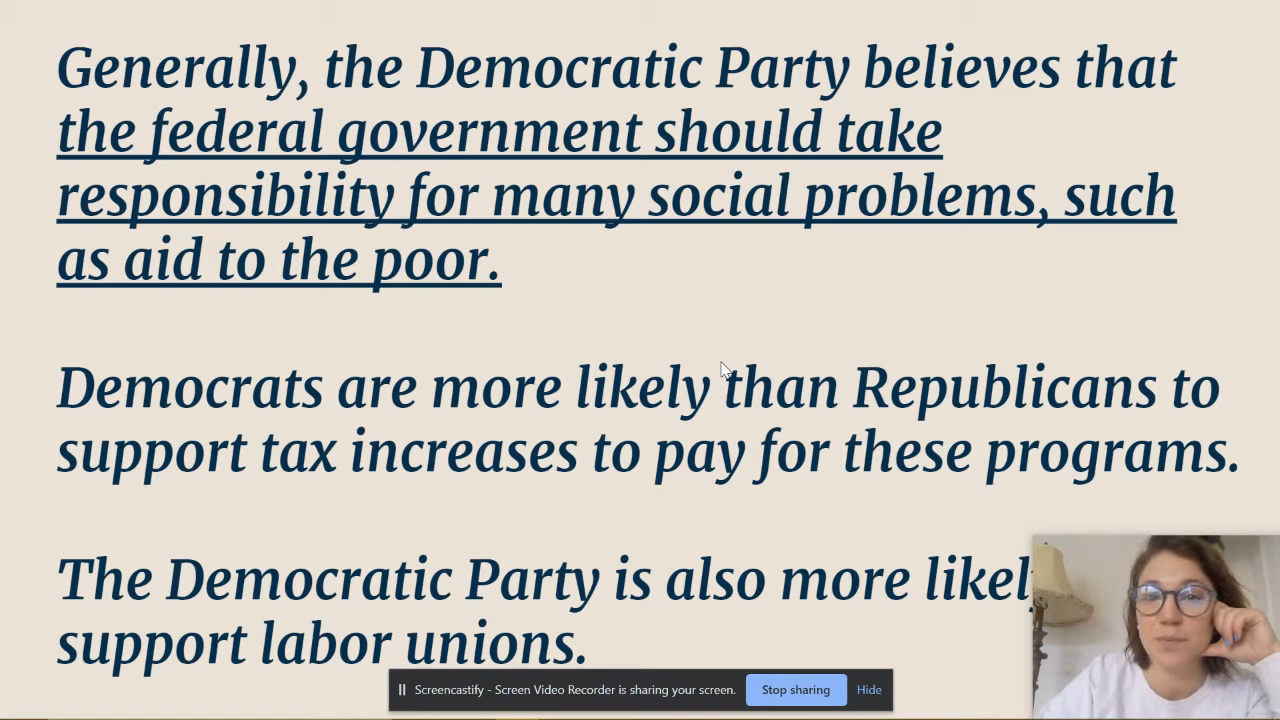 Generally, the Democratic Party believes that
the federal government should take
responsibility for many social problems, such
as aid to the poor.
Democrats are more likely than Republicans to
support tax increases to pay for these programs.
The Democratic Party is also more likely
support labor unions.
Screencastify - Screen Video Recorder is sharing your screen.
Stop sharing
Hide